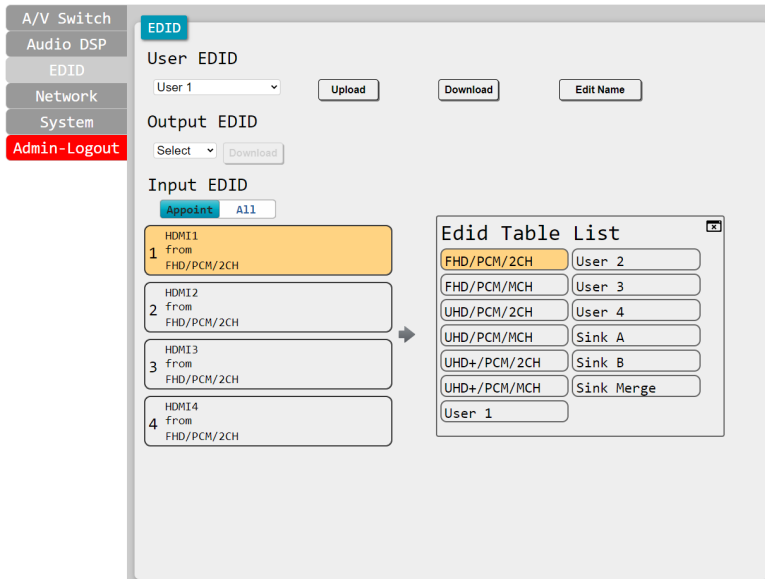 A/V Switch
Audio DSP
EDID
Network
System
Admin-Logout
EDID
User EDID
User 1
Upload
Download
Edit Name
Output EDID
Select
Download
Input EDID
Appoint
All
1
HDMI1
from
FHD/PCM/2CH
2
HDMI2
from
FHD/PCM/2CH
3
HDMI3
from
FHD/PCM/2CH
4
HDMI4
from
FHD/PCM/2CH
Edid Table List
FHD/PCM/2CH
User 2
FHD/PCM/MCH
User 3
UHD/PCM/2CH
User 4
UHD/PCM/MCH
Sink A
UHD+/PCM/2CH
Sink B
UHD+/PCM/MCH
Sink Merge
User 1